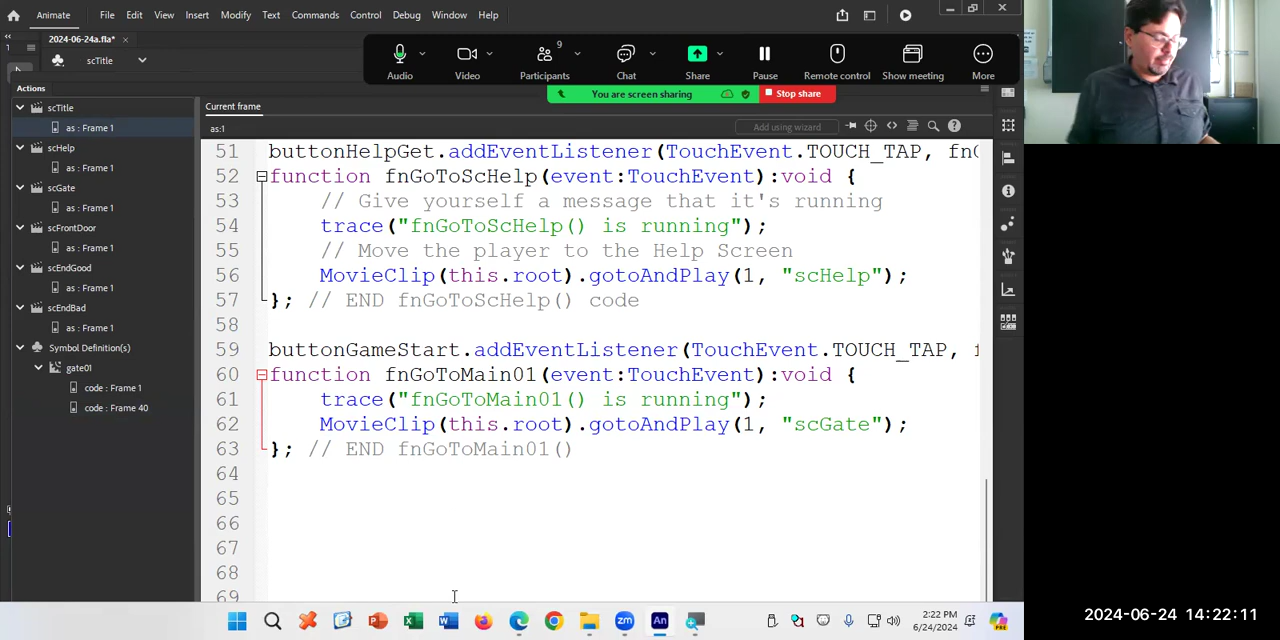 Animate File Edit View Insert Modify Text Commands Control Debug Window Help
2024-06-24a.fla* ×
scTitle
9
Audio Video Participants Chat Share Pause Remote control Show meeting More
You are screen sharing Stop share
Actions
scTitle
as : Frame 1
scHelp
as : Frame 1
scGate
as : Frame 1
scFrontDoor
as : Frame 1
scEndGood
as : Frame 1
scEndBad
as : Frame 1
Symbol Definition(s)
gate01
code : Frame 1
code : Frame 40
Current frame
as:1
Add using wizard
51 buttonHelpGet.addEventListener(TouchEvent.TOUCH_TAP, fnG
52 function fnGoToScHelp(event:TouchEvent):void {
53 // Give yourself a message that it's running
54 trace("fnGoToScHelp() is running");
55 // Move the player to the Help Screen
56 MovieClip(this.root).gotoAndPlay(1, "scHelp");
57 }; // END fnGoToScHelp() code
58
59 buttonGameStart.addEventListener(TouchEvent.TOUCH_TAP, f
60 function fnGoToMain01(event:TouchEvent):void {
61 trace("fnGoToMain01() is running");
62 MovieClip(this.root).gotoAndPlay(1, "scGate");
63 }; // END fnGoToMain01()
64
65
66
67
68
69
2:22 PM
6/24/2024
2024-06-24 14:22:11